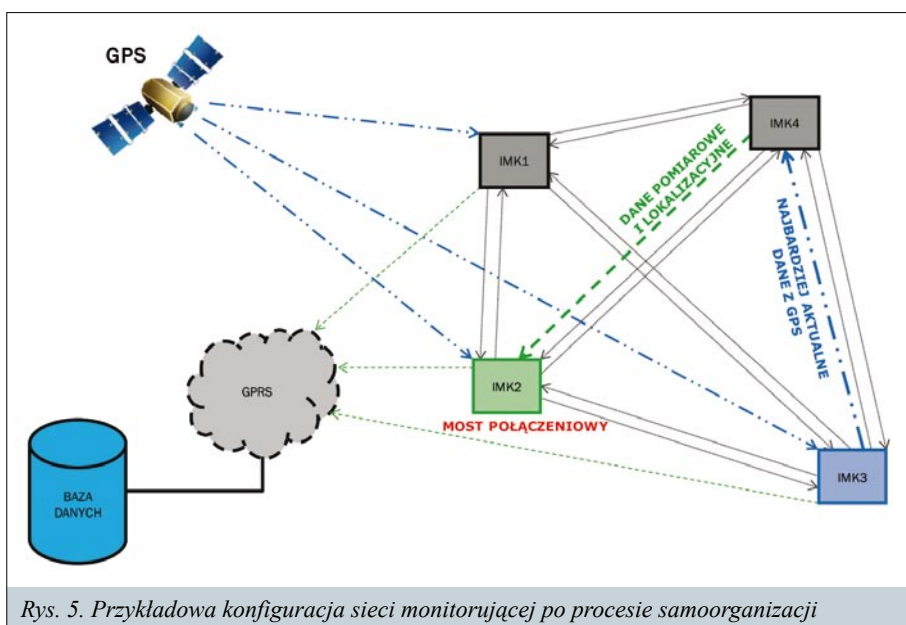 GPS
IMK1
IMK4
DANE POMIAROWE
I LOKALIZACYJNE
NAJBARDZIEJ AKTUALNE
DANE Z GPS
GPRS
IMK2
MOST POŁĄCZENIOWY
IMK3
BAZA
DANYCH
Rys. 5. Przykładowa konfiguracja sieci monitorującej po procesie samoorganizacji